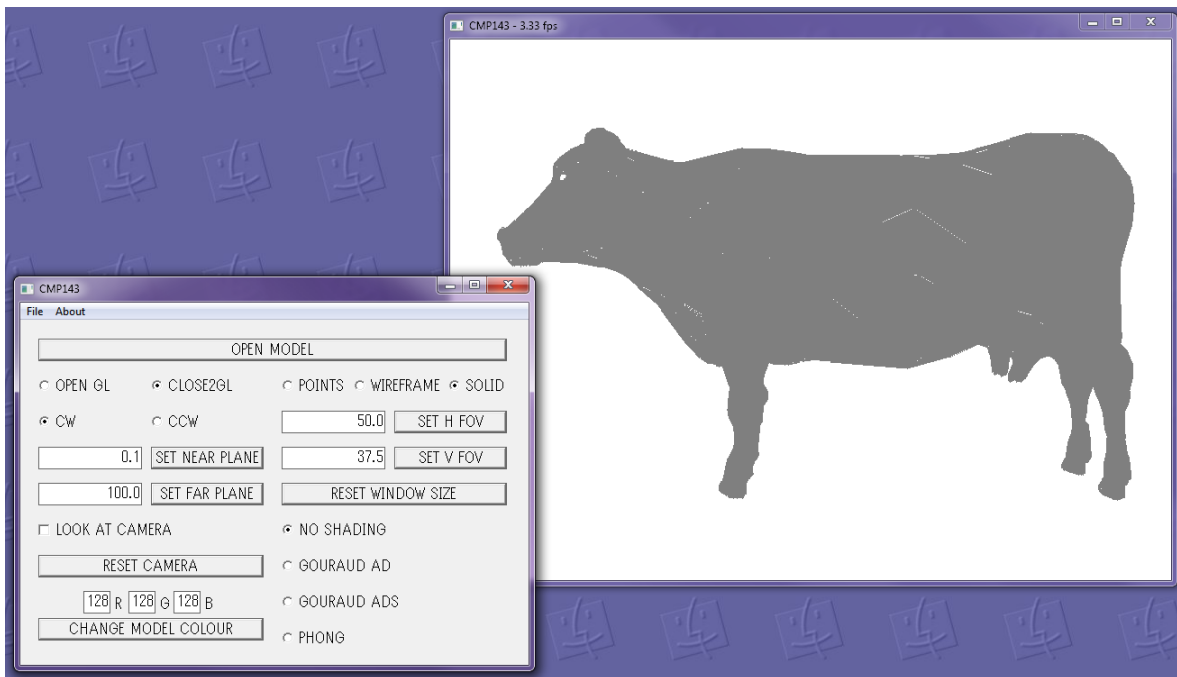 CMP143 - 3.33 fps
CMP143
File About
OPEN MODEL
OPEN GL CLOSE2GL POINTS WIREFRAME SOLID
CW CCW 50.0 SET H FOV
0.1 SET NEAR PLANE 37.5 SET V FOV
100.0 SET FAR PLANE RESET WINDOW SIZE
LOOK AT CAMERA NO SHADING
RESET CAMERA GOURAUD AD
128 R 128 G 128 B GOURAUD ADS
CHANGE MODEL COLOUR PHONG